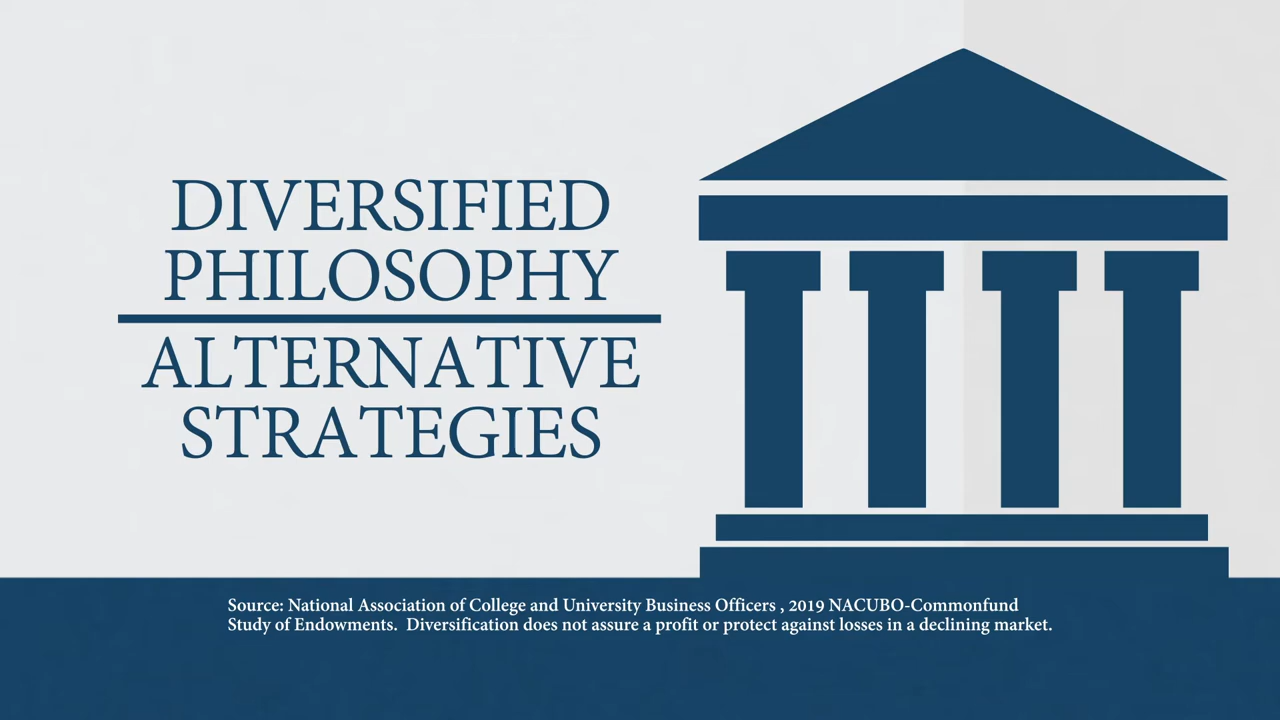 DIVERSIFIED
PHILOSOPHY
ALTERNATIVE
STRATEGIES
Source: National Association of College and University Business Officers , 2019 NACUBO-Commonfund
Study of Endowments.  Diversification does not assure a profit or protect against losses in a declining market.